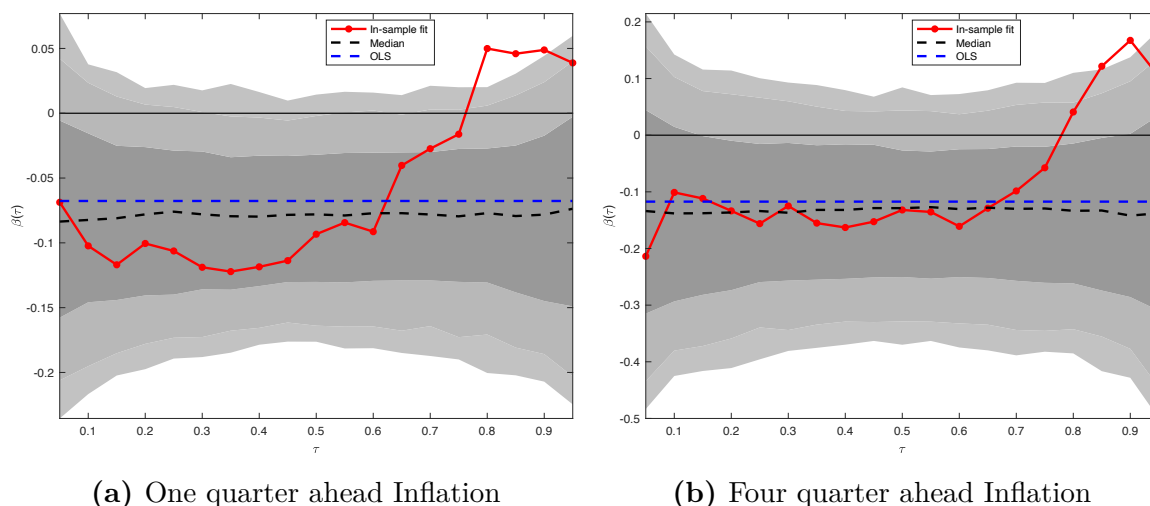 In-sample fit
Median
OLS
0.05
0
-0.05
-0.1
-0.15
-0.2
β(τ)
0.1 0.2 0.3 0.4 0.5 0.6 0.7 0.8 0.9
τ
(a) One quarter ahead Inflation
In-sample fit
Median
OLS
0.2
0.1
0
-0.1
-0.2
-0.3
-0.4
-0.5
β(τ)
0.1 0.2 0.3 0.4 0.5 0.6 0.7 0.8 0.9
τ
(b) Four quarter ahead Inflation